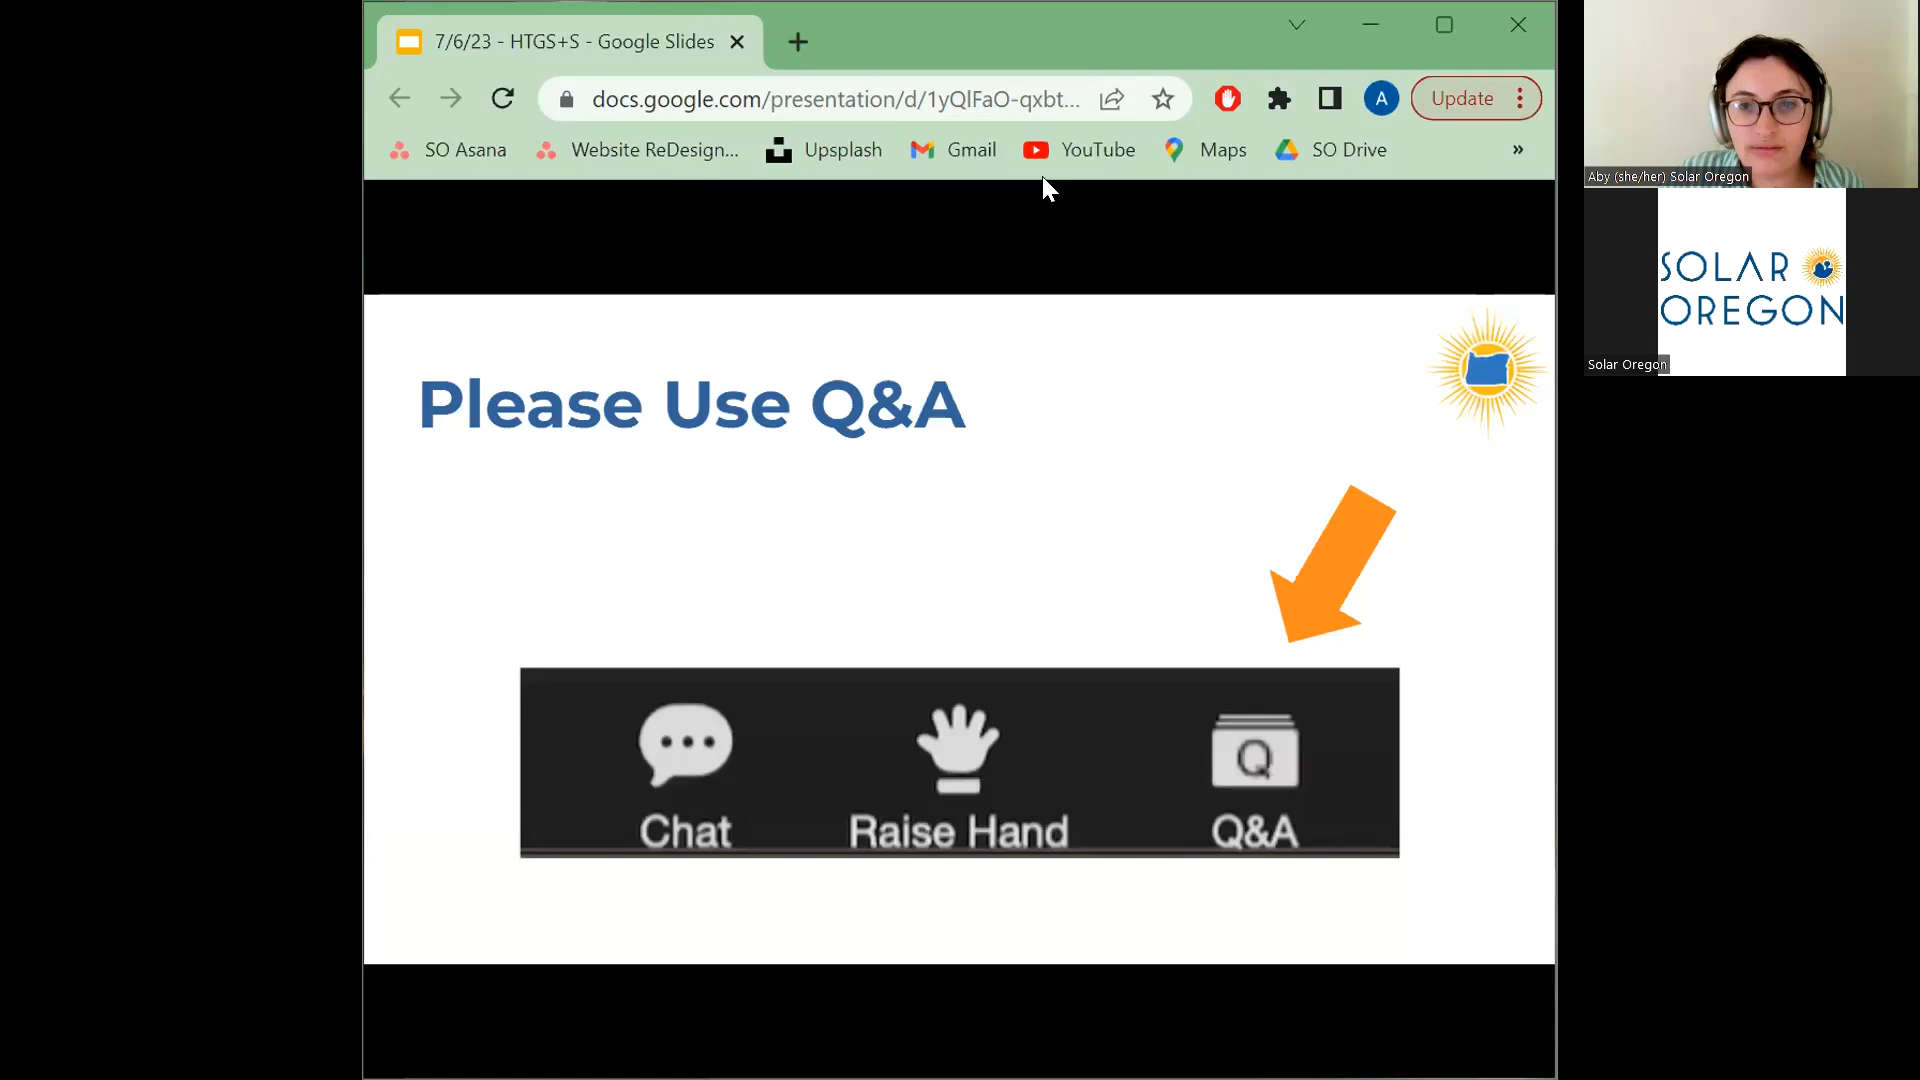 7/6/23 - HTGS+S - Google Slides
docs.google.com/presentation/d/1yQlFaO-qxbt...
A
Update
SO Asana
Website ReDesign...
Upsplash
Gmail
YouTube
Maps
SO Drive
Please Use Q&A
Chat
Raise Hand
Q
Q&A
Aby (she/her) Solar Oregon
SOLAR
OREGON
Solar Oregon